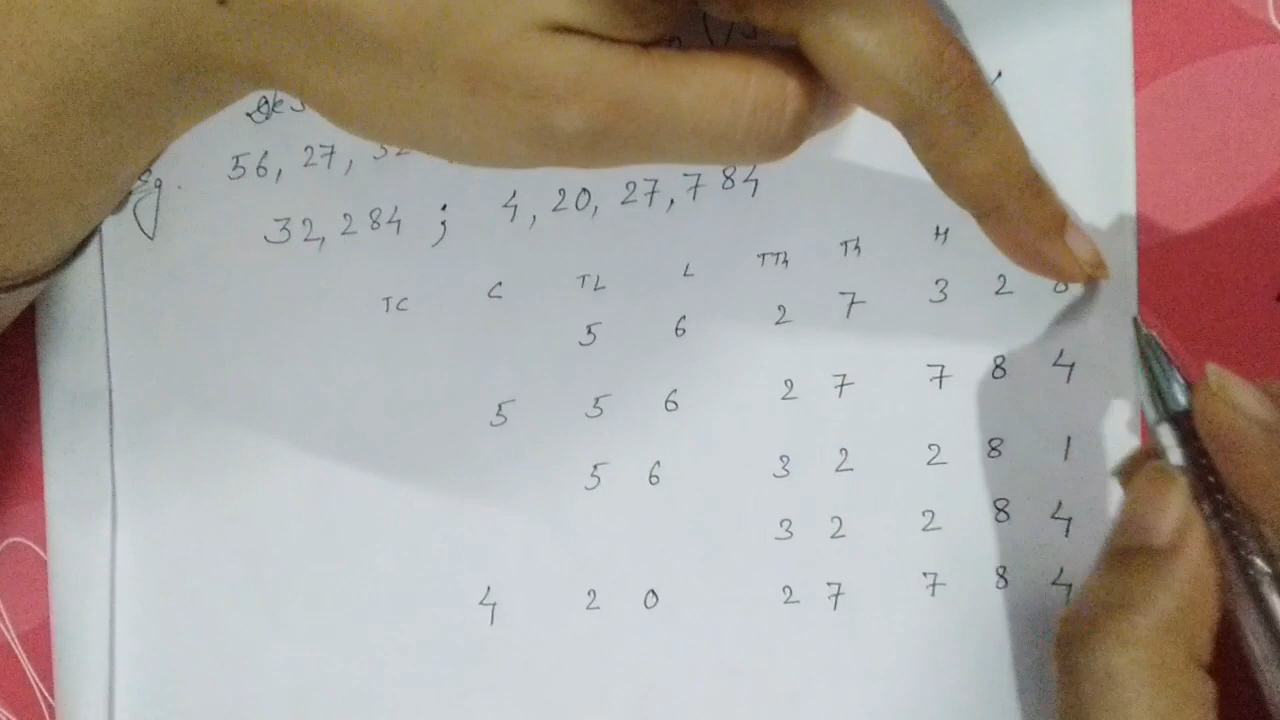 Des
Eg. 56, 27, 32
32, 284 ; 4, 20, 27, 784
TC C TL L TTh Th H
5 6 2 7 3 2
5 5 6 2 7 7 8 4
5 6 3 2 2 8 1
3 2 2 8 4
4 2 0 2 7 7 8 4